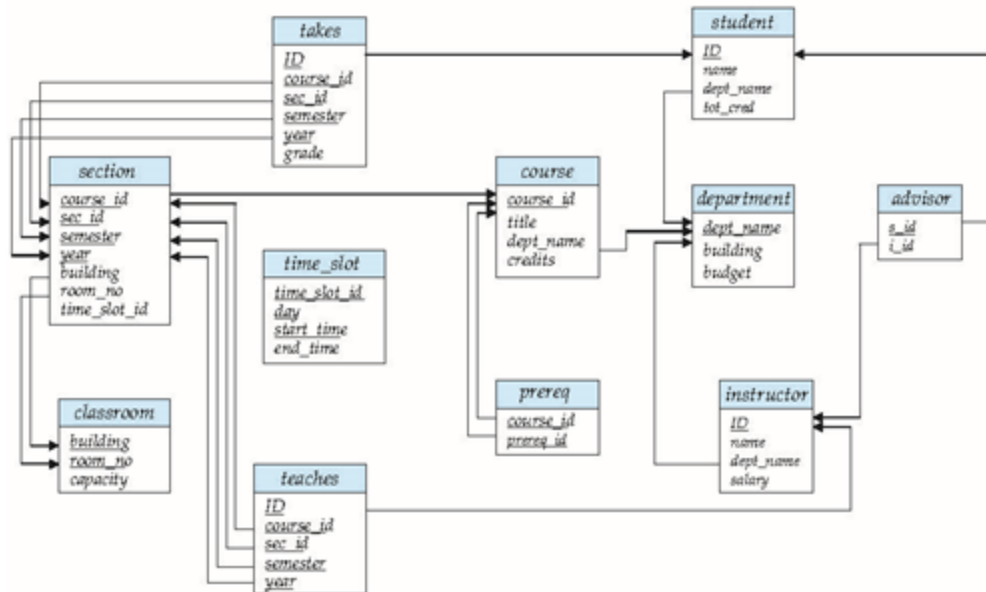 takes
ID
course_id
sec_id
semester
year
grade
student
ID
name
dept_name
tot_cred
section
course_id
sec_id
semester
year
building
room_no
time_slot_id
course
course_id
title
dept_name
credits
department
dept_name
building
budget
advisor
s_id
i_id
time_slot
time_slot_id
day
start_time
end_time
prereq
course_id
prereq_id
instructor
ID
name
dept_name
salary
classroom
building
room_no
capacity
teaches
ID
course_id
sec_id
semester
year